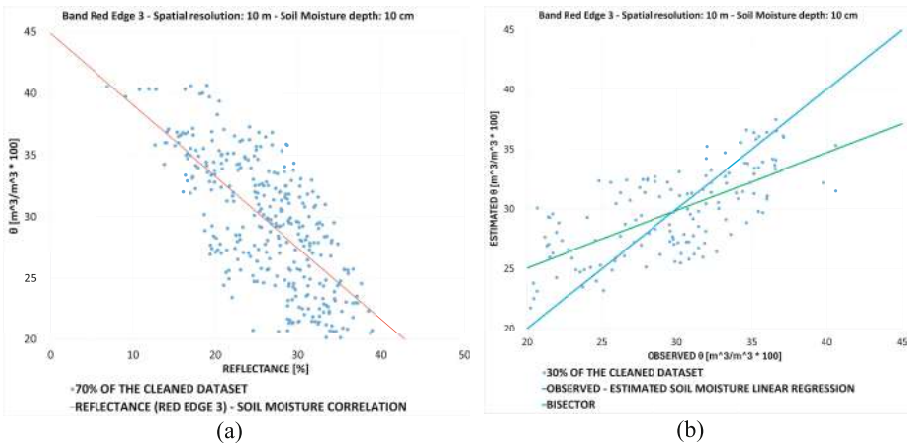 Band Red Edge 3 - Spatial resolution: 10 m - Soil Moisture depth: 10 cm
45
40
35
30
25
20
θ [m^3/m^3 * 100]
0 10 20 30 40 50
REFLECTANCE [%]
70% OF THE CLEANED DATASET
REFLECTANCE (RED EDGE 3) - SOIL MOISTURE CORRELATION
(a)
Band Red Edge 3 - Spatial resolution: 10 m - Soil Moisture depth: 10 cm
45
40
35
30
25
20
ESTIMATED θ [m^3/m^3 * 100]
20 25 30 35 40 45
OBSERVED θ [m^3/m^3 * 100]
30% OF THE CLEANED DATASET
OBSERVED - ESTIMATED SOIL MOISTURE LINEAR REGRESSION
BISECTOR
(b)